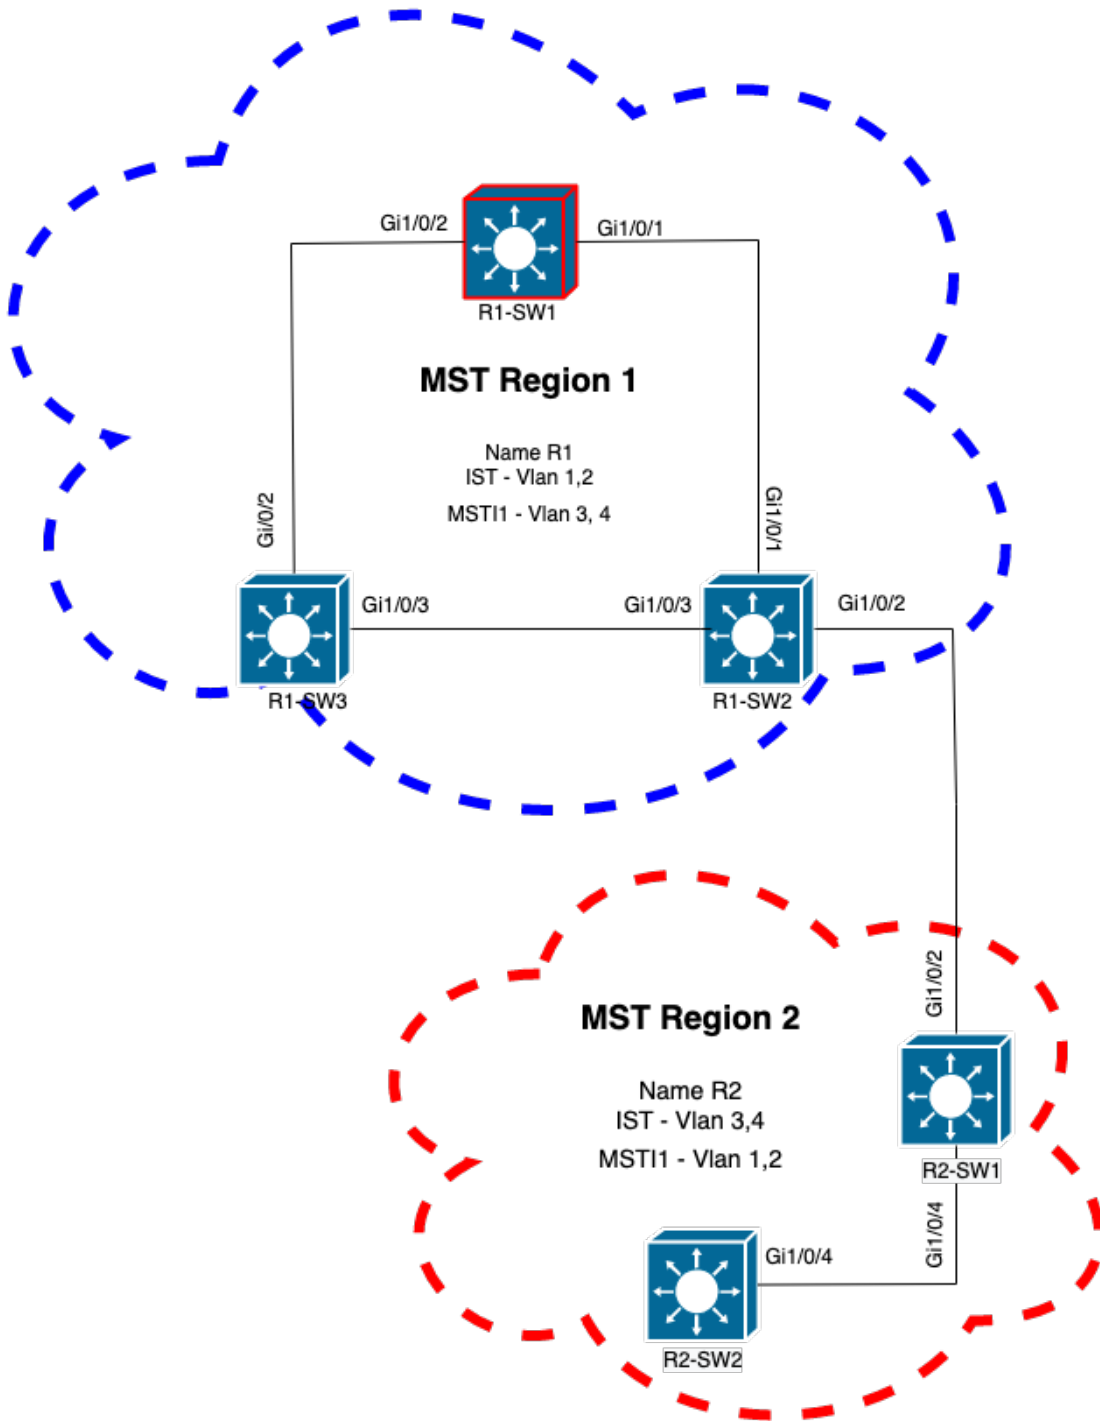 Gi1/0/2
Gi1/0/1
R1-SW1
MST Region 1
Name R1
IST - Vlan 1,2
MSTI1 - Vlan 3, 4
Gi/0/2
Gi1/0/1
Gi1/0/3
Gi1/0/3
Gi1/0/2
R1-SW3
R1-SW2
Gi1/0/2
MST Region 2
Name R2
IST - Vlan 3,4
MSTI1 - Vlan 1,2
R2-SW1
Gi1/0/4
Gi1/0/4
R2-SW2